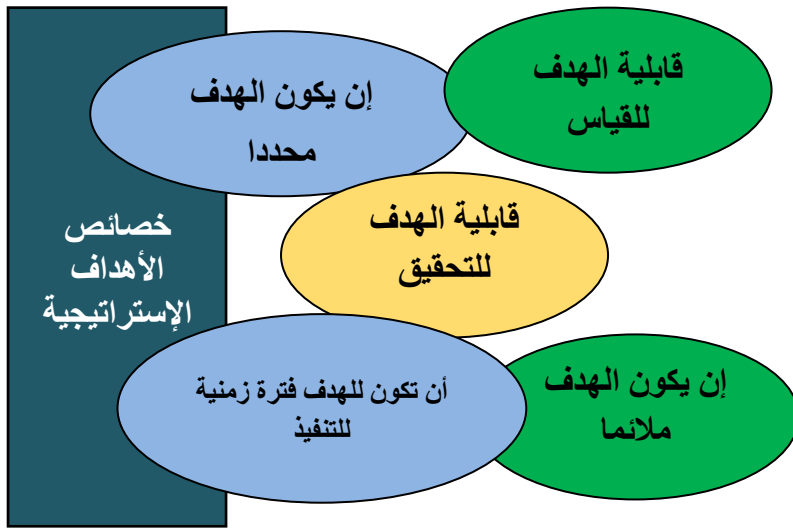 خصائص
الأهداف
الإستراتيجية
قابلية الهدف
للقياس
إن يكون الهدف
محددا
قابلية الهدف
للتحقيق
إن يكون الهدف
ملائما
أن تكون للهدف فترة زمنية
للتنفيذ